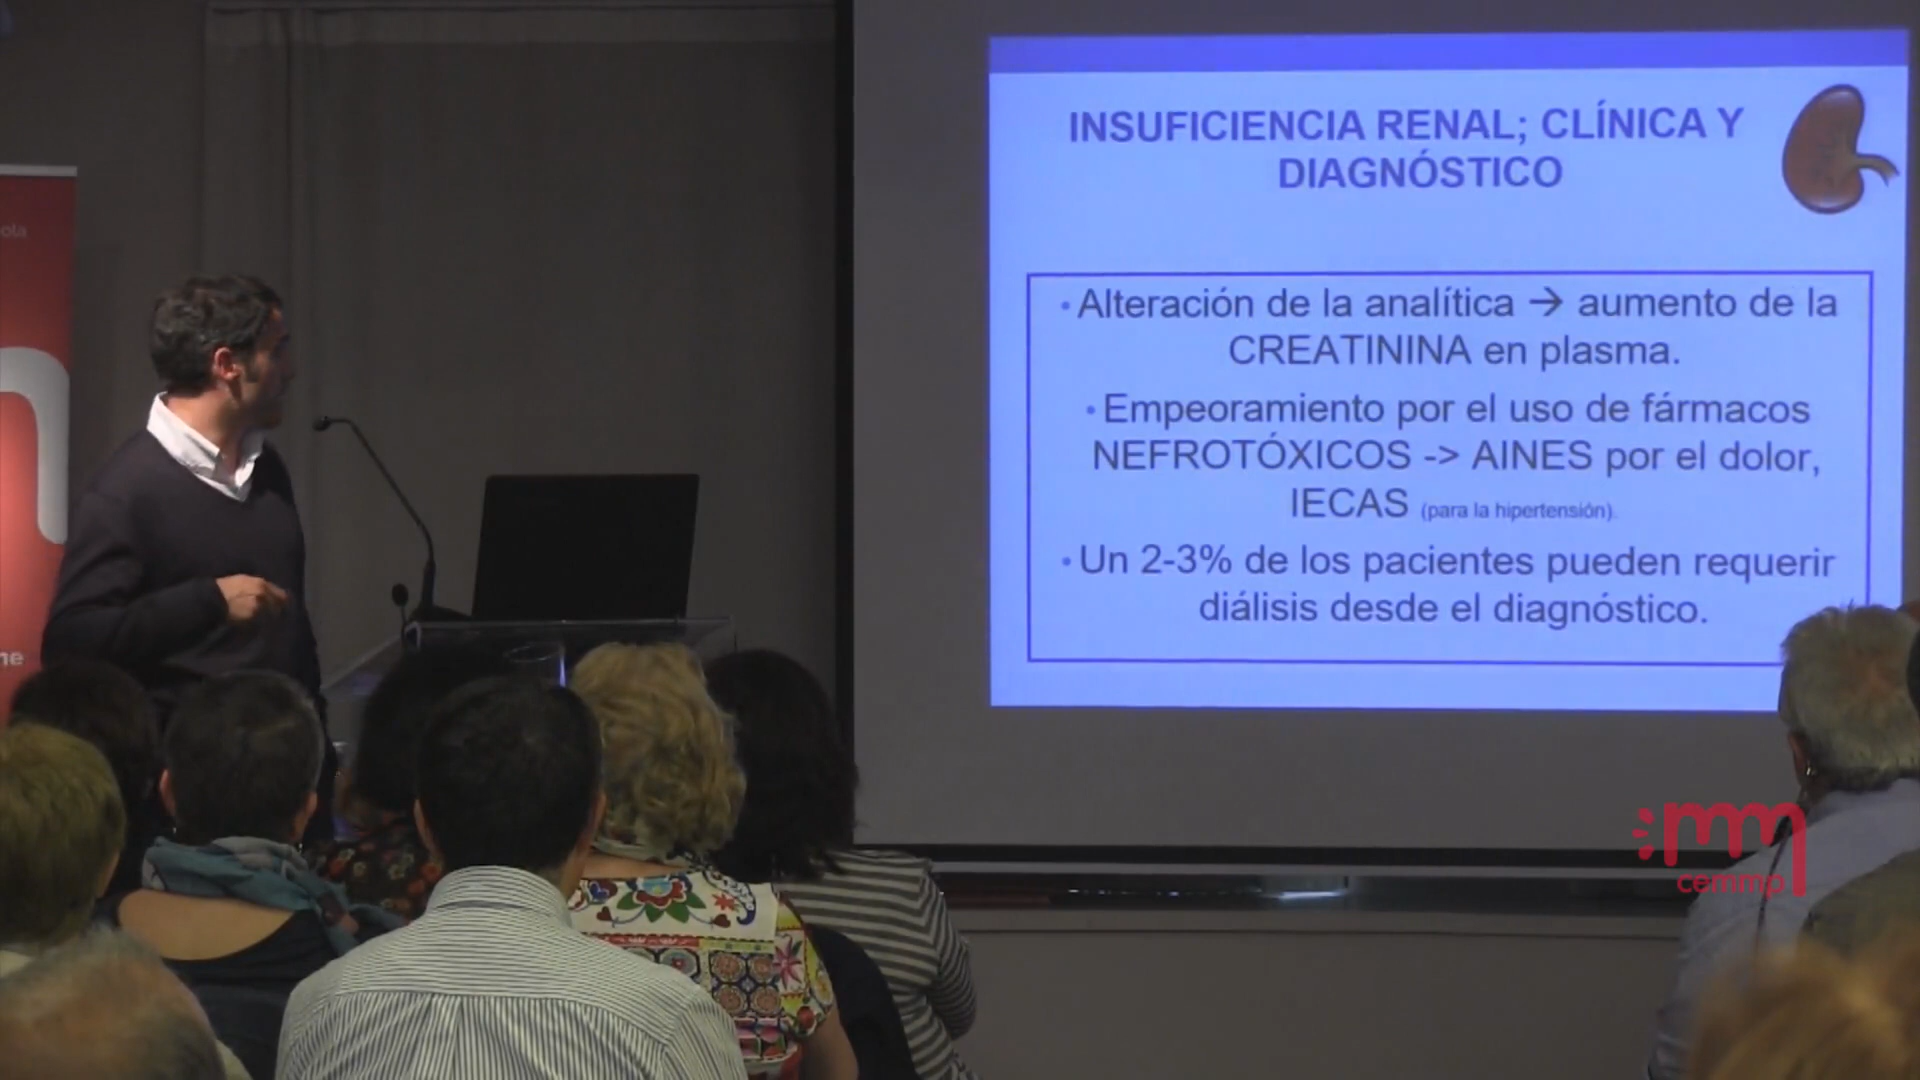 INSUFICIENCIA RENAL; CLÍNICA Y
DIAGNÓSTICO
• Alteración de la analítica → aumento de la
CREATININA en plasma.
• Empeoramiento por el uso de fármacos
NEFROTÓXICOS -> AINES por el dolor,
IECAS (para la hipertensión).
• Un 2-3% de los pacientes pueden requerir
diálisis desde el diagnóstico.
cemmp